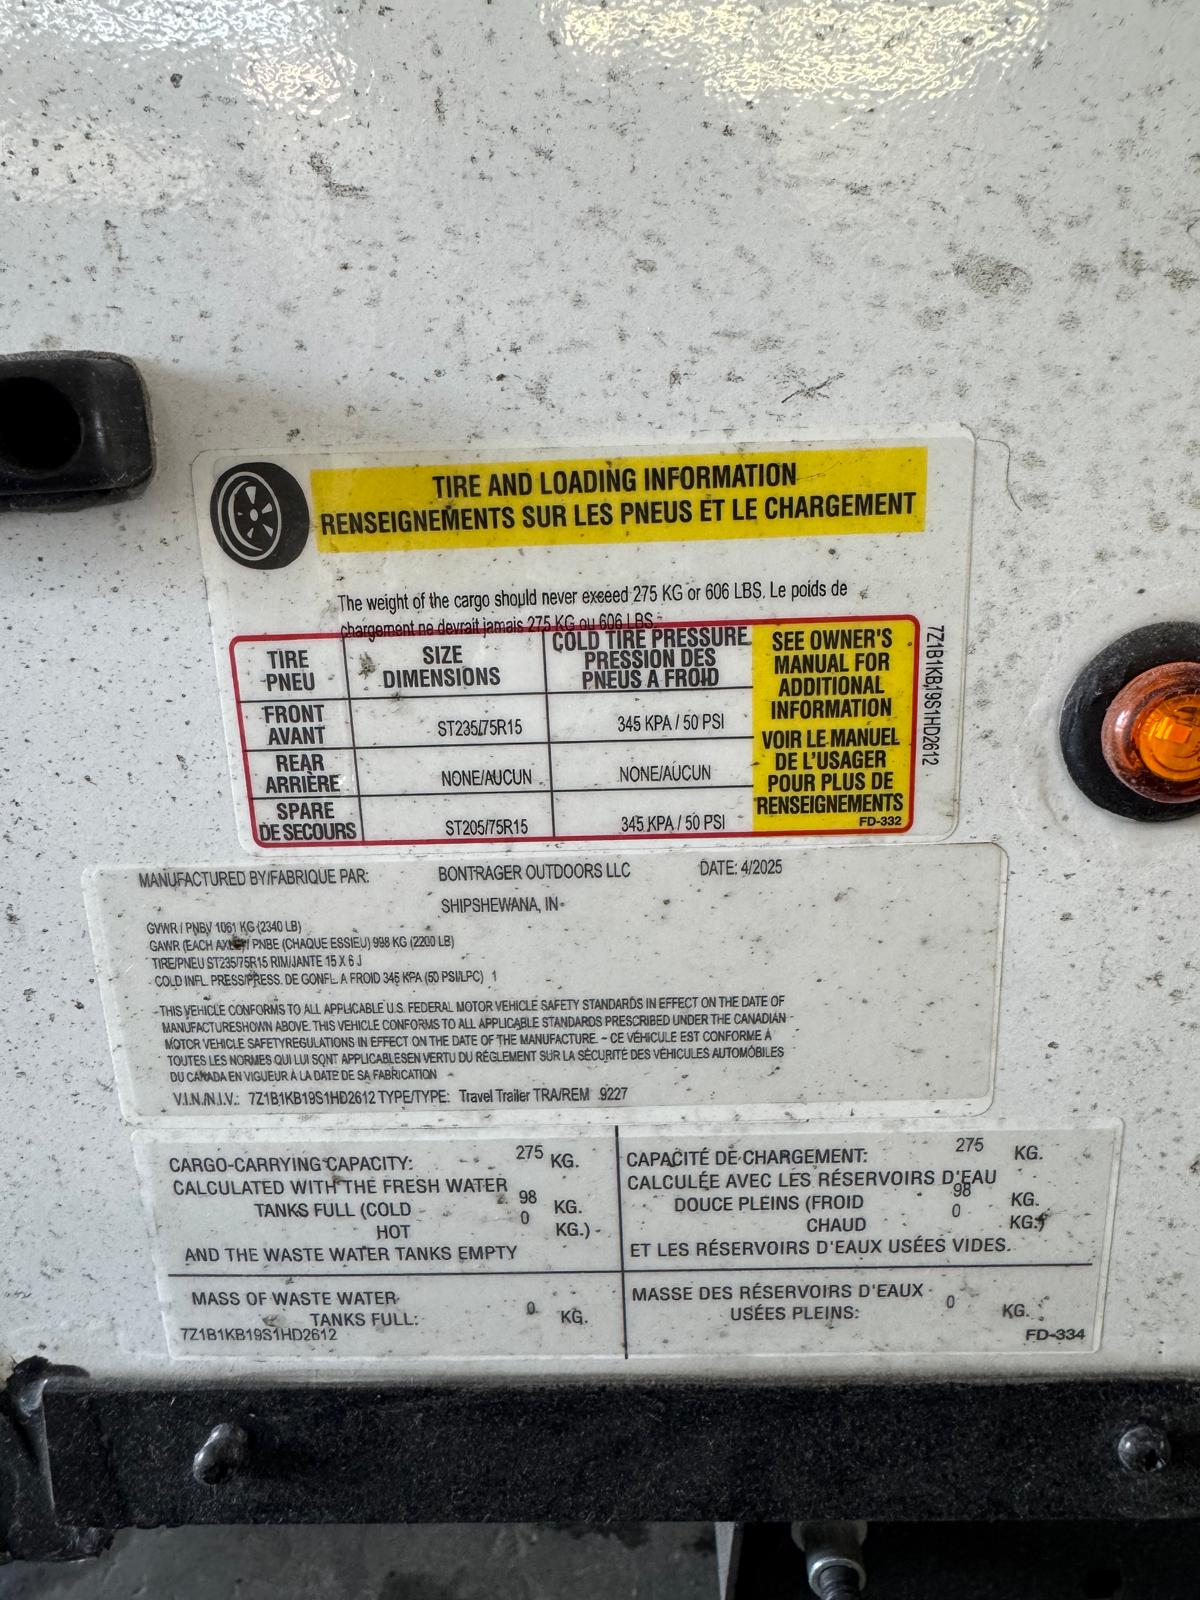 TIRE AND LOADING INFORMATION
RENSEIGNEMENTS SUR LES PNEUS ET LE CHARGEMENT
The weight of the cargo should never exceed 275 KG or 606 LBS. Le poids de
chargement ne devrait jamais 275 KG ou 606 LBS.
TIRE PNEU
SIZE DIMENSIONS
COLD TIRE PRESSURE PRESSION DES PNEUS A FROID
FRONT AVANT
ST235/75R15
345 KPA / 50 PSI
REAR ARRIÈRE
NONE/AUCUN
NONE/AUCUN
SPARE DE SECOURS
ST205/75R15
345 KPA / 50 PSI
SEE OWNER'S
MANUAL FOR
ADDITIONAL
INFORMATION
VOIR LE MANUEL
DE L'USAGER
POUR PLUS DE
RENSEIGNEMENTS
FD-332
7Z1B1KB19S1HD2612
MANUFACTURED BY/FABRIQUE PAR: BONTRAGER OUTDOORS LLC DATE: 4/2025
SHIPSHEWANA, IN
GVWR / PNBV 1061 KG (2340 LB)
GAWR (EACH AXLE) / PNBE (CHAQUE ESSIEU) 998 KG (2200 LB)
TIRE/PNEU ST235/75R15 RIM/JANTE 15 X 6 J
COLD INFL. PRESS/PRESS. DE GONFL. A FROID 345 KPA (50 PSI/LPC) 1
THIS VEHICLE CONFORMS TO ALL APPLICABLE U.S. FEDERAL MOTOR VEHICLE SAFETY STANDARDS IN EFFECT ON THE DATE OF
MANUFACTURESHOWN ABOVE. THIS VEHICLE CONFORMS TO ALL APPLICABLE STANDARDS PRESCRIBED UNDER THE CANADIAN
MOTOR VEHICLE SAFETYREGULATIONS IN EFFECT ON THE DATE OF THE MANUFACTURE. - CE VÉHICULE EST CONFORME À
TOUTES LES NORMES QUI LUI SONT APPLICABLESEN VERTU DU RÉGLEMENT SUR LA SÉCURITÉ DES VÉHICULES AUTOMOBILES
DU CANADA EN VIGUEUR À LA DATE DE SA FABRICATION
V.I.N./N.I.V.: 7Z1B1KB19S1HD2612 TYPE/TYPE: Travel Trailer TRA/REM 9227
CARGO-CARRYING CAPACITY: 275 KG.
CALCULATED WITH THE FRESH WATER
TANKS FULL (COLD 98 KG.
HOT 0 KG.)
AND THE WASTE WATER TANKS EMPTY
CAPACITÉ DE CHARGEMENT: 275 KG.
CALCULÉE AVEC LES RÉSERVOIRS D'EAU
DOUCE PLEINS (FROID 98 KG.
CHAUD 0 KG.)
ET LES RÉSERVOIRS D'EAUX USÉES VIDES.
MASS OF WASTE WATER
TANKS FULL: 0 KG.
7Z1B1KB19S1HD2612
MASSE DES RÉSERVOIRS D'EAUX
USÉES PLEINS: 0 KG.
FD-334